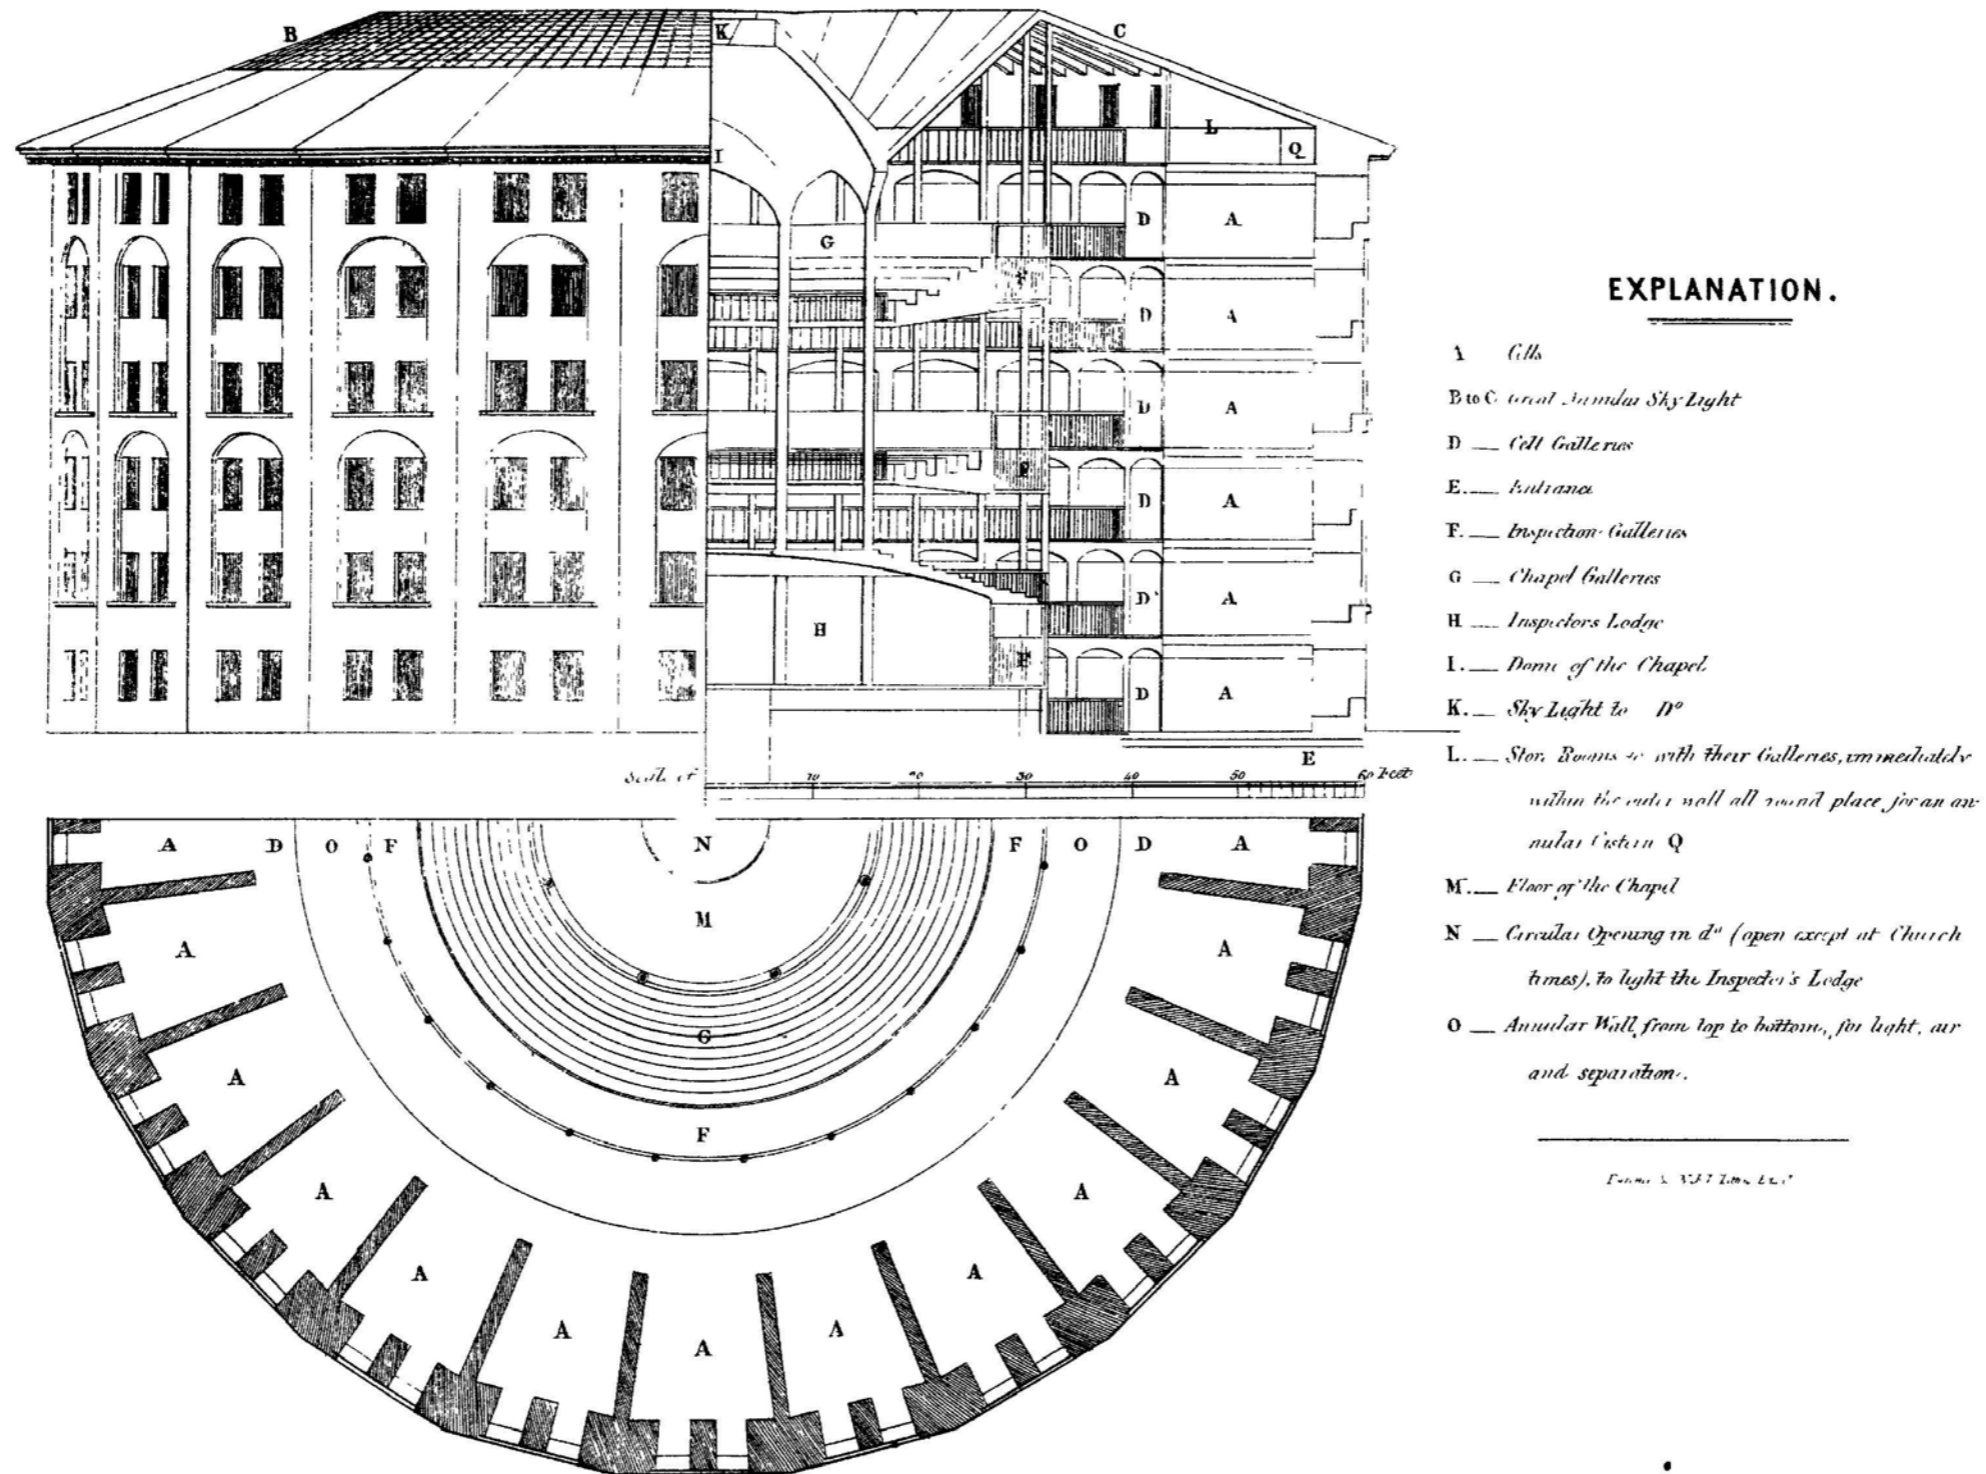 B
K
C
I
L
Q
G
D
A
F
D
A
D
A
F
D
A
D
A
H
F
D
A
E
Scale of 10 20 30 40 50 60 Feet
A D O F N F O D A
M
A A
G
A A
F
A A
A A
A A
A
EXPLANATION.
A Cells
B to C Great Annular Sky Light
D — Cell Galleries
E. — Entrance
F. — Inspection Galleries
G — Chapel Galleries
H — Inspectors Lodge
I. — Dome of the Chapel
K. — Sky Light to Dº
L. — Store Rooms &c with their Galleries, immediately
within the outer wall all round place for an an-
nular Cistern Q
M. — Floor of the Chapel
N — Circular Opening in dº (open except at Church
times), to light the Inspector's Lodge
O — Annular Wall, from top to bottom, for light, air
and separation.